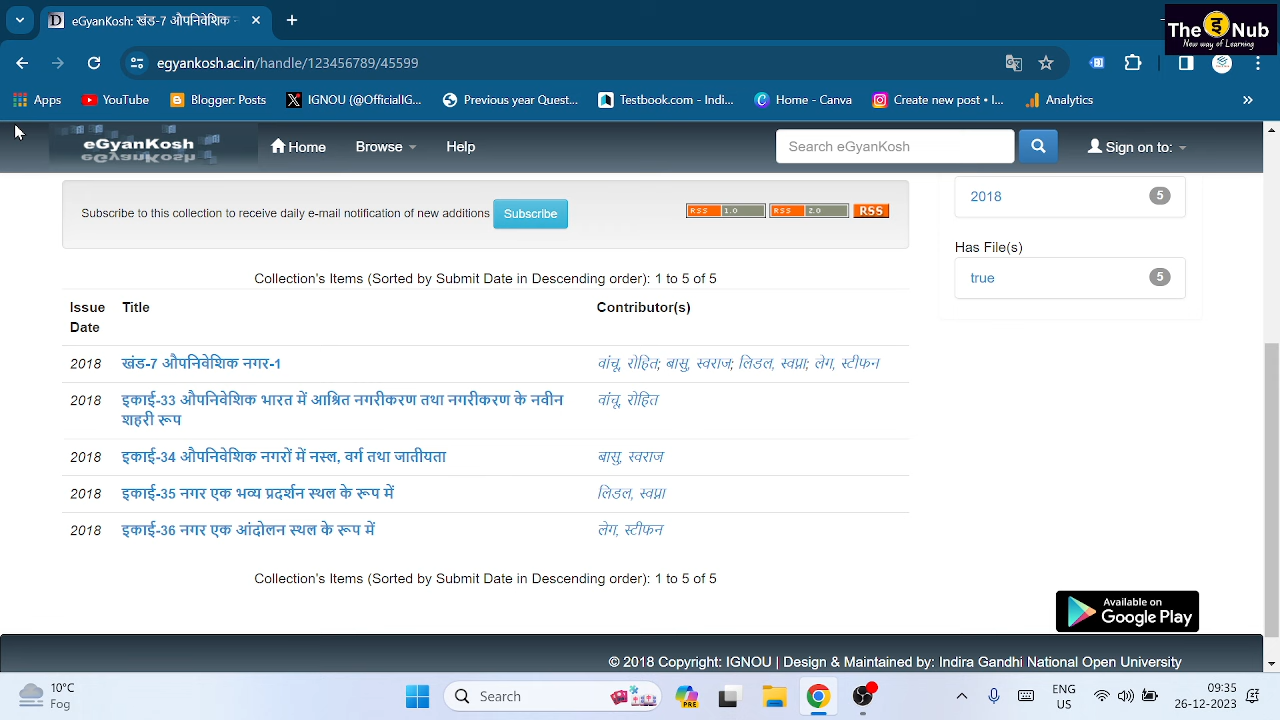 eGyanKosh: खंड-7 औपनिवेशिक
The इ Nub
New way of Learning
egyankosh.ac.in/handle/123456789/45599
Apps YouTube Blogger: Posts IGNOU (@OfficialIG... Previous year Quest... Testbook.com - Indi... Home - Canva Create new post • I... Analytics
eGyanKosh Home Browse Help Search eGyanKosh Sign on to:
Subscribe to this collection to receive daily e-mail notification of new additions Subscribe RSS 1.0 RSS 2.0 RSS
2018 5
Has File(s)
true 5
Collection's Items (Sorted by Submit Date in Descending order): 1 to 5 of 5
Issue Date Title Contributor(s)
2018 खंड-7 औपनिवेशिक नगर-1 वांचू, रोहित; बासु, स्वराज; लिडल, स्वप्ना; लेग, स्टीफन
2018 इकाई-33 औपनिवेशिक भारत में आश्रित नगरीकरण तथा नगरीकरण के नवीन वांचू, रोहित
शहरी रूप
2018 इकाई-34 औपनिवेशिक नगरों में नस्ल, वर्ग तथा जातीयता बासु, स्वराज
2018 इकाई-35 नगर एक भव्य प्रदर्शन स्थल के रूप में लिडल, स्वप्ना
2018 इकाई-36 नगर एक आंदोलन स्थल के रूप में लेग, स्टीफन
Collection's Items (Sorted by Submit Date in Descending order): 1 to 5 of 5
Available on
Google Play
© 2018 Copyright: IGNOU | Design & Maintained by: Indira Gandhi National Open University
10°C
Fog
Search
PRE
ENG
US
09:35
26-12-2023